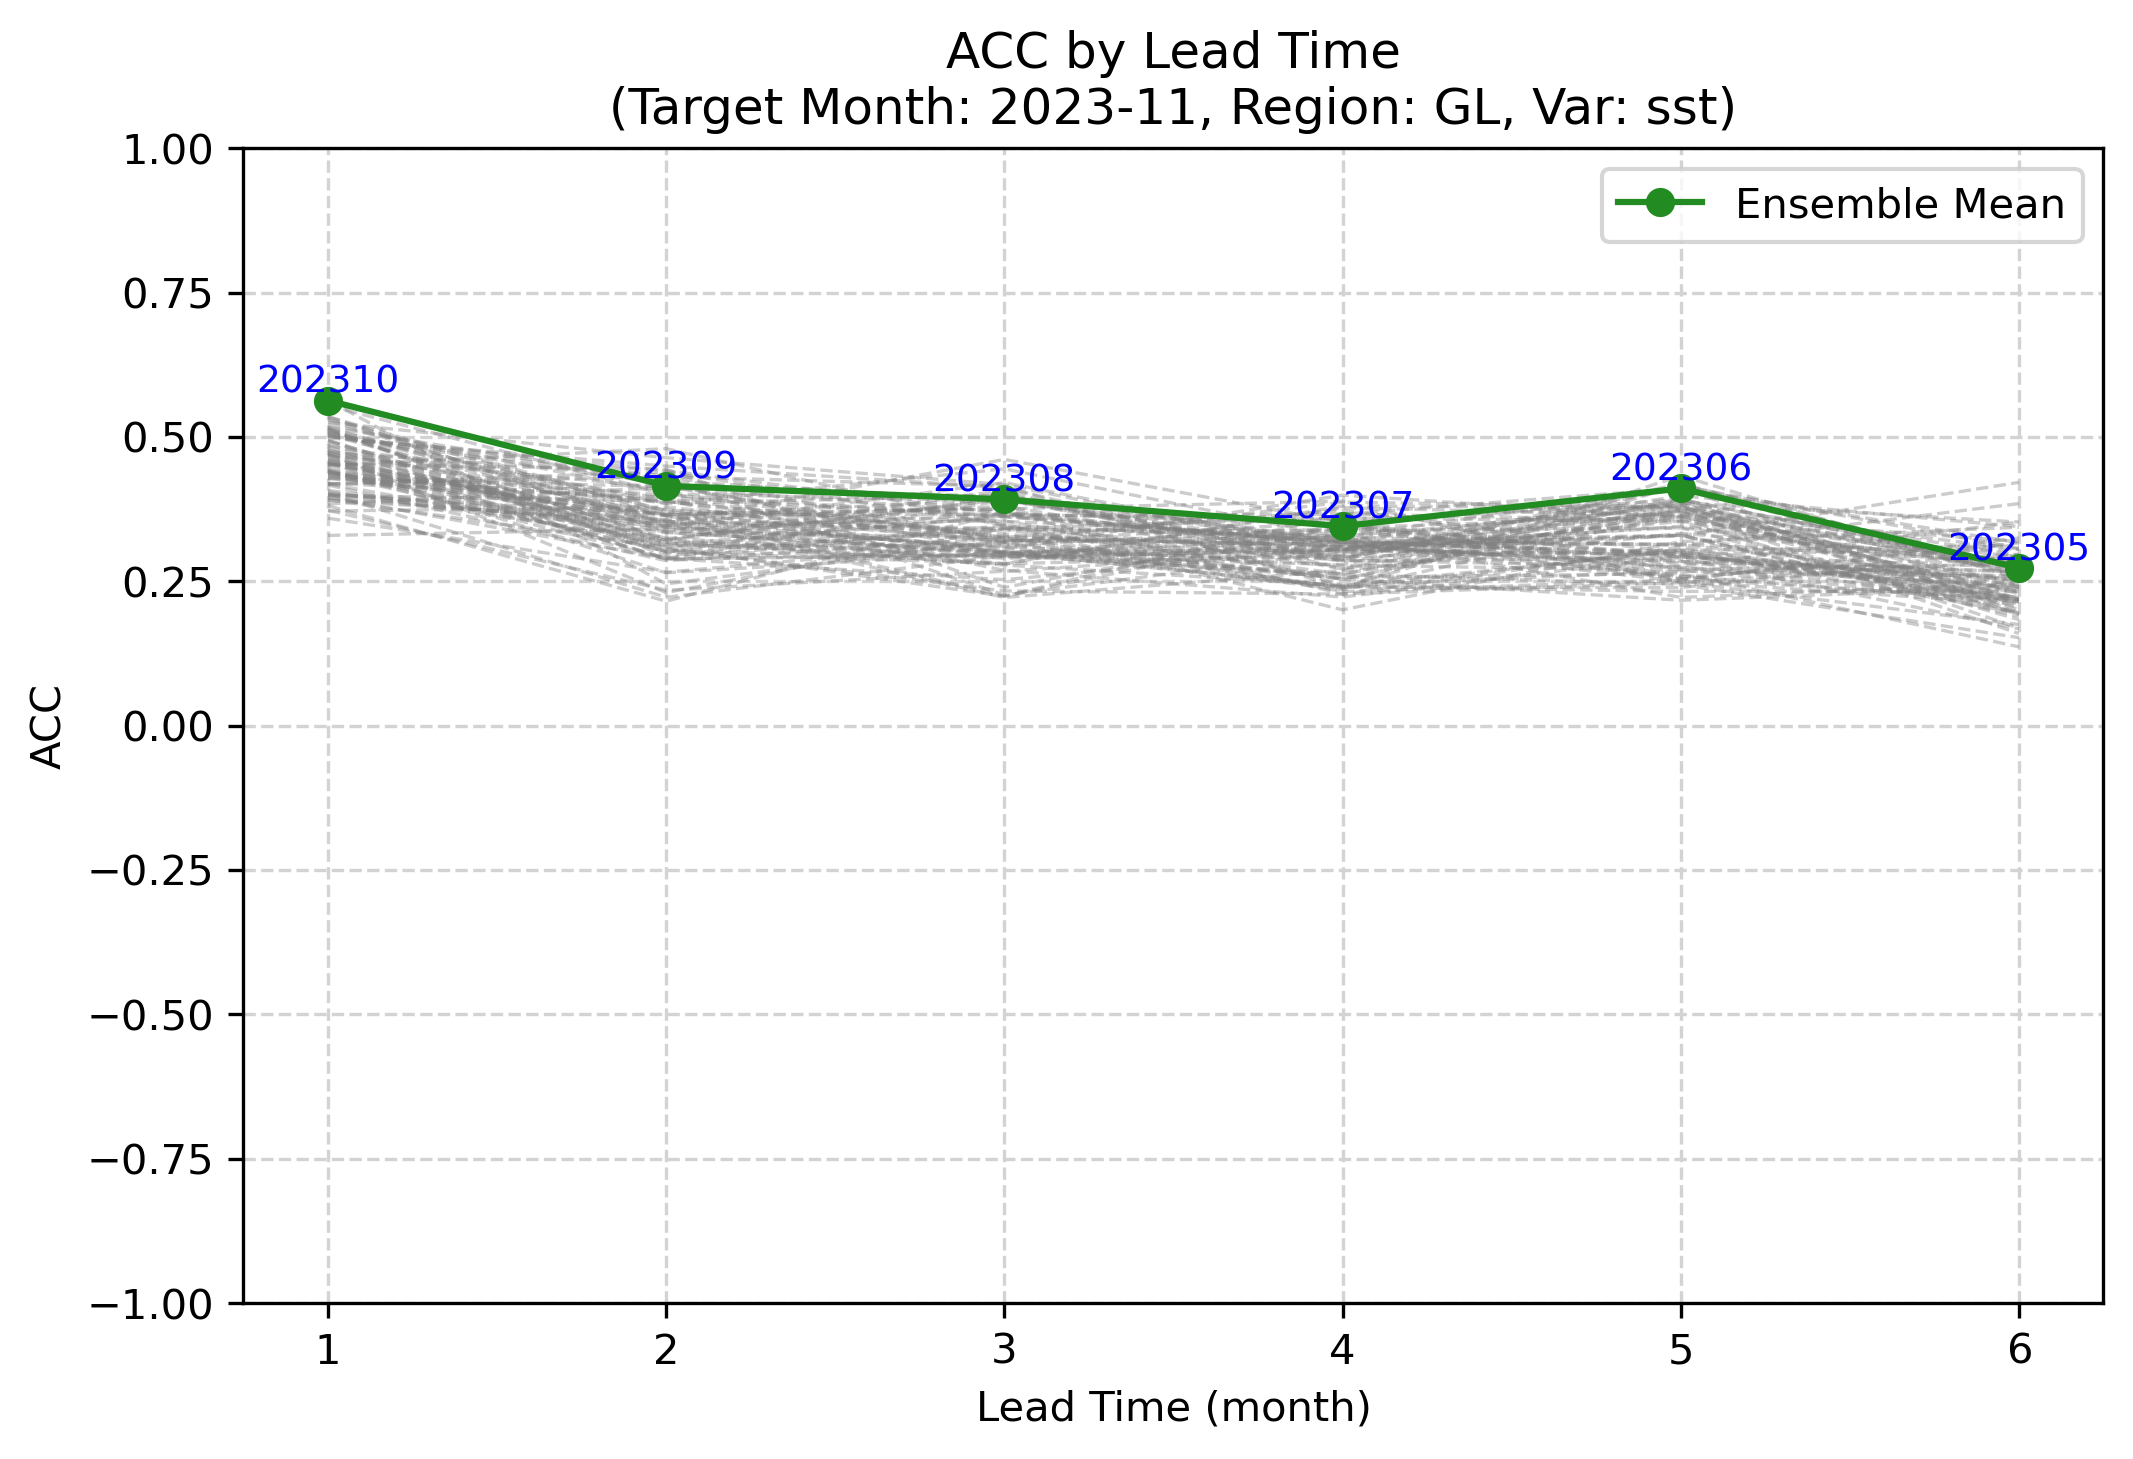 ACC by Lead Time
(Target Month: 2023-11, Region: GL, Var: sst)
1.00
0.75
0.50
0.25
0.00
−0.25
−0.50
−0.75
−1.00
ACC
Ensemble Mean
202310
202309
202308
202307
202306
202305
1 2 3 4 5 6
Lead Time (month)